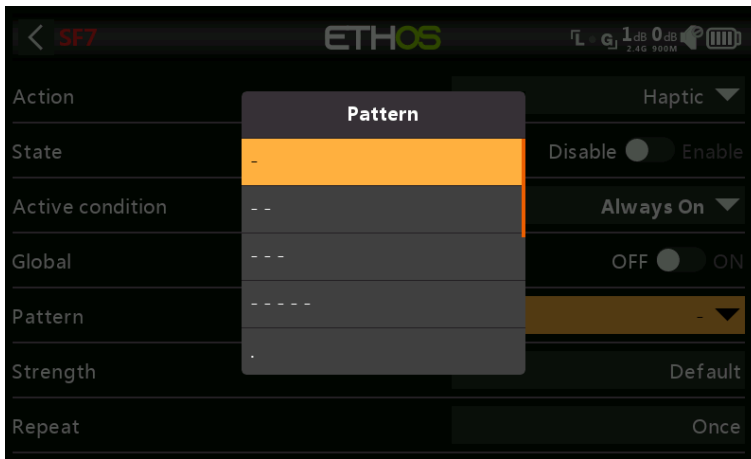 SF7 ETHOS L G 1dB 0dB
2.4G 900M
Action Haptic
Pattern
State Disable Enable
-
Active condition Always On
- -
Global OFF ON
- - -
Pattern -
- - - - -
Strength Default
.
Repeat Once